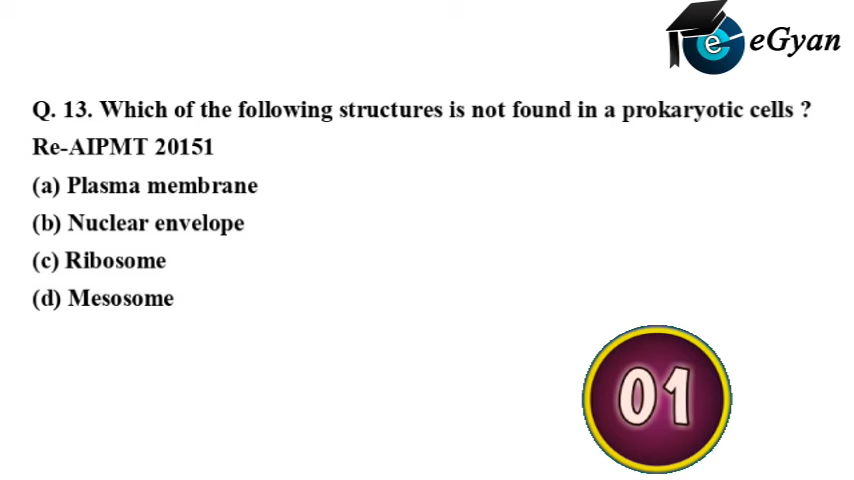 e eGyan
Q. 13. Which of the following structures is not found in a prokaryotic cells ?
Re-AIPMT 20151
(a) Plasma membrane
(b) Nuclear envelope
(c) Ribosome
(d) Mesosome
01